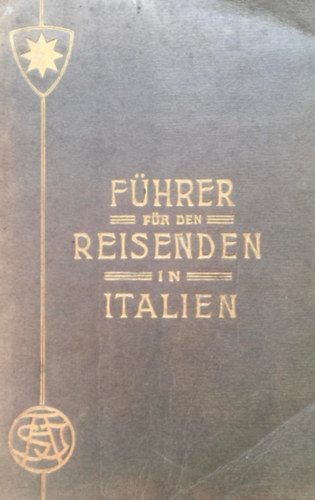 FÜHRER
FÜR DEN
REISENDEN
IN
ITALIEN